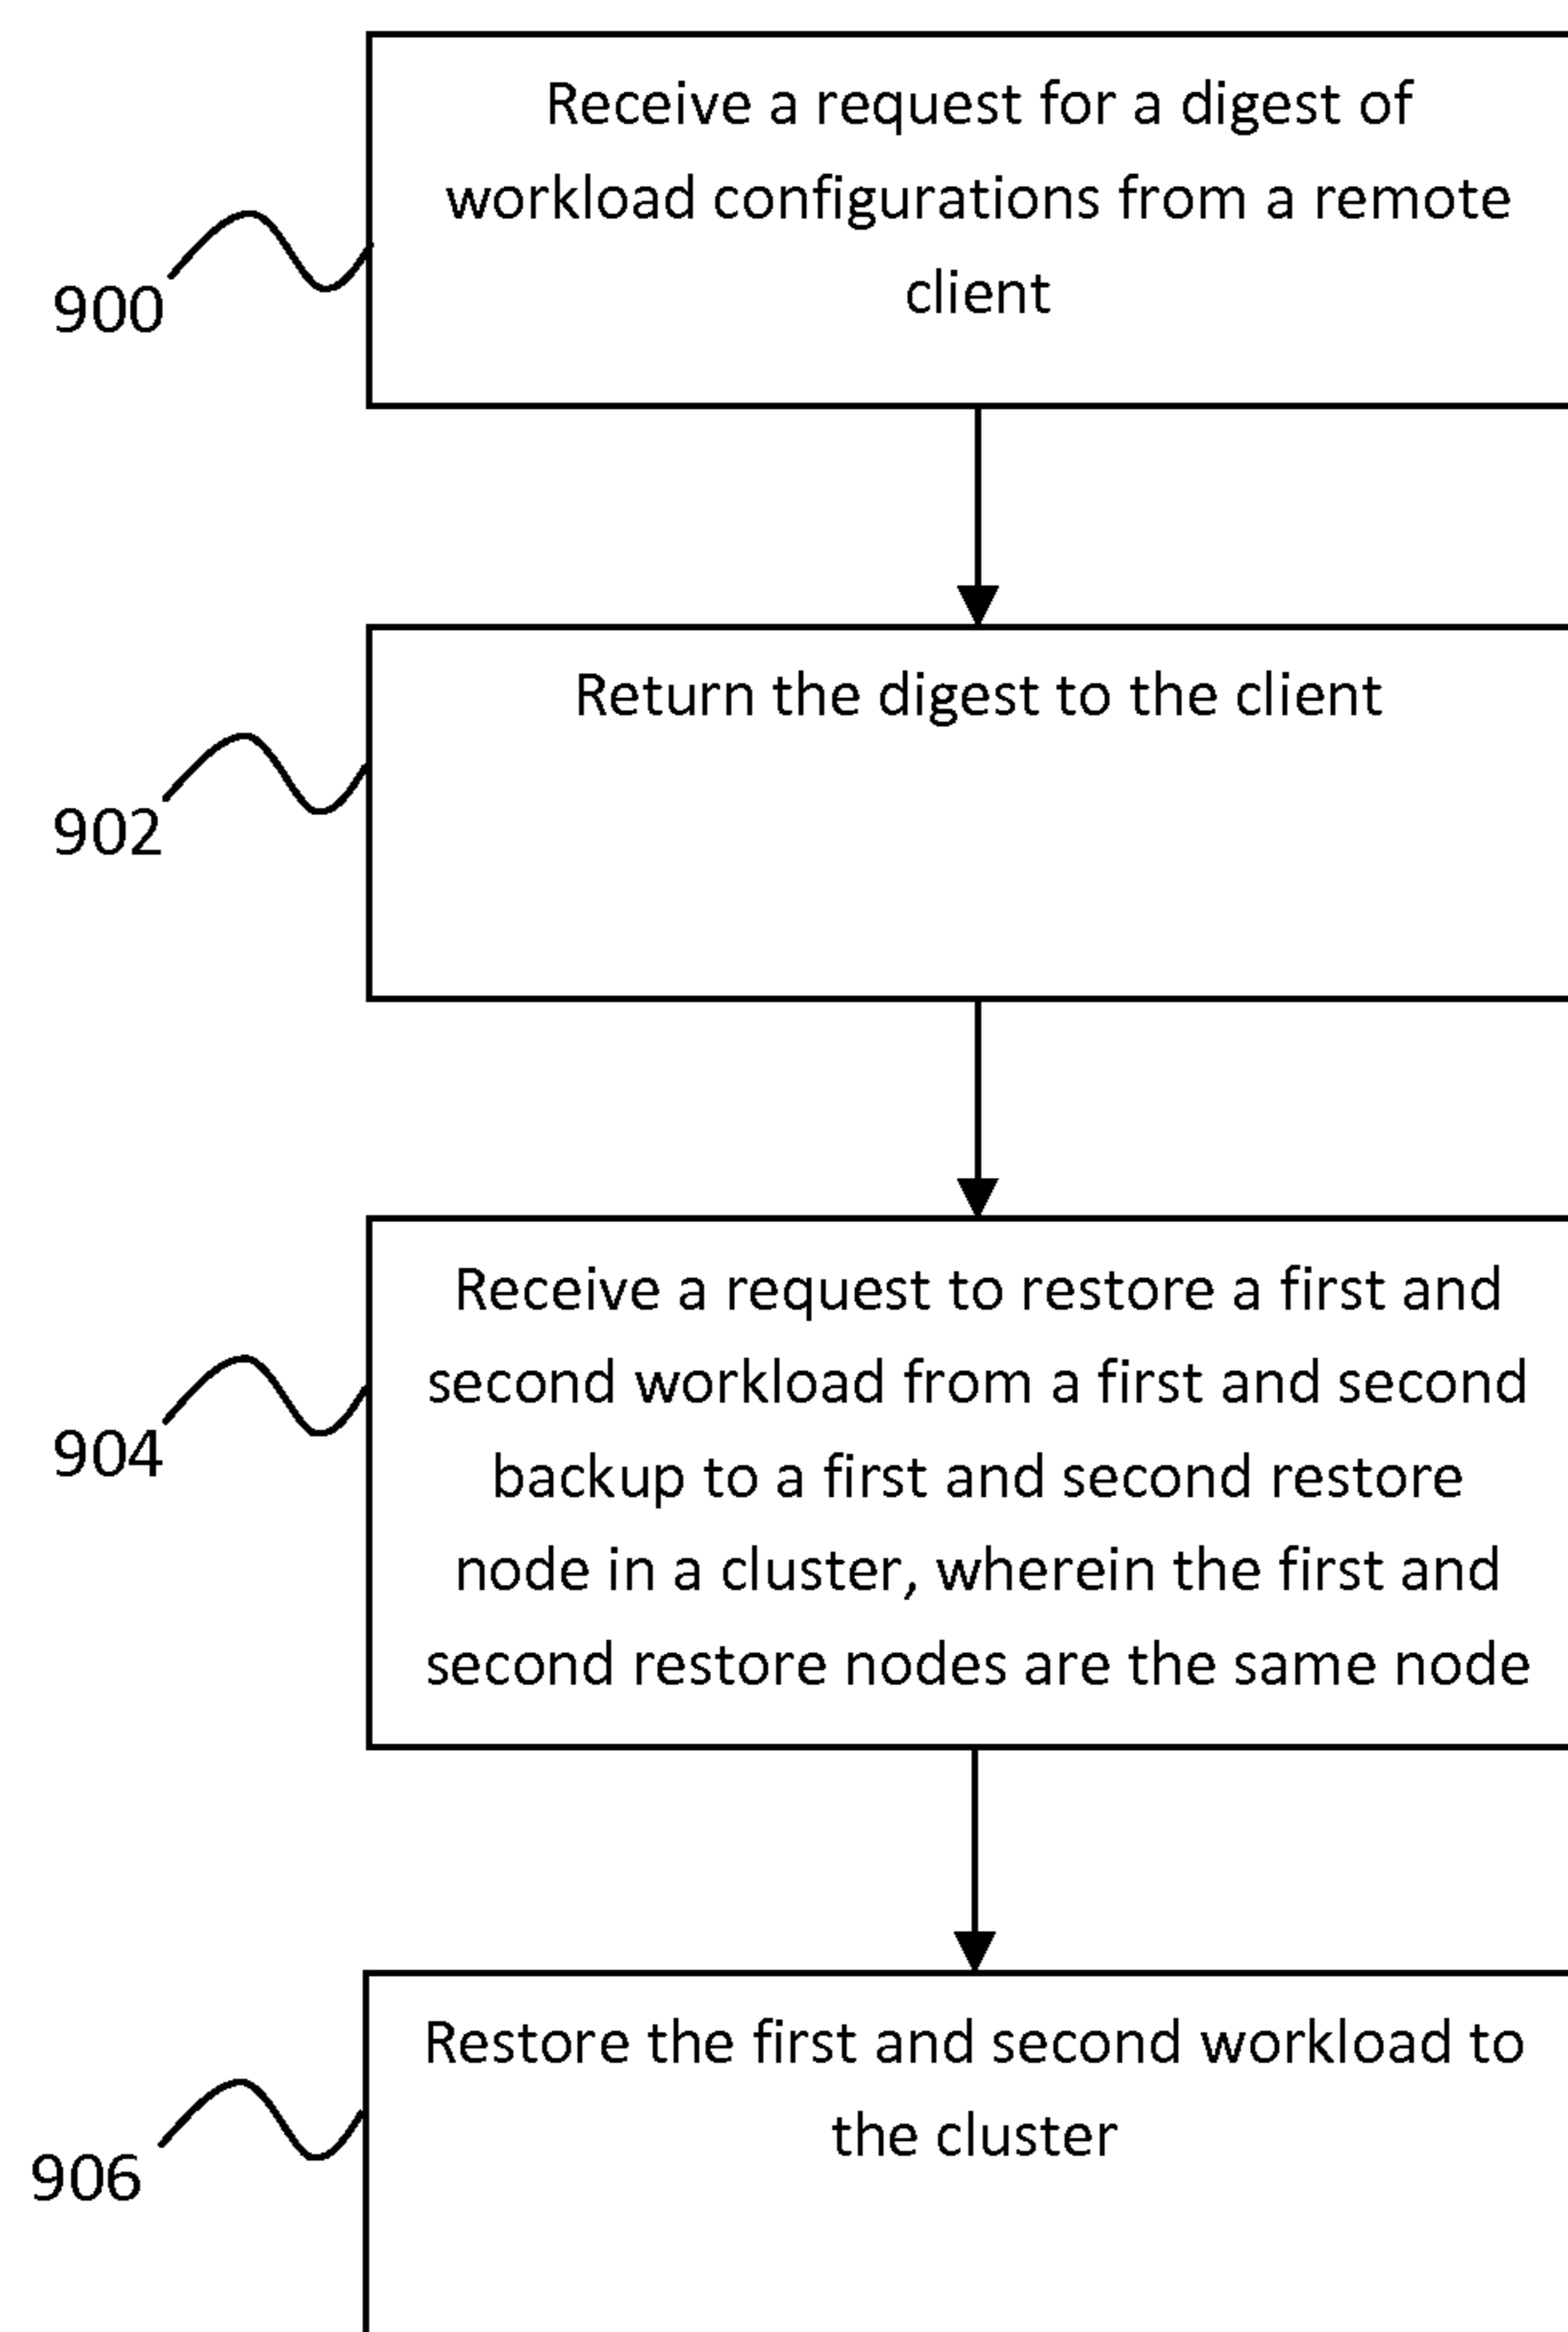 Receive a request for a digest of
workload configurations from a remote
client
900
Return the digest to the client
902
Receive a request to restore a first and
second workload from a first and second
backup to a first and second restore
node in a cluster, wherein the first and
second restore nodes are the same node
904
Restore the first and second workload to
the cluster
906